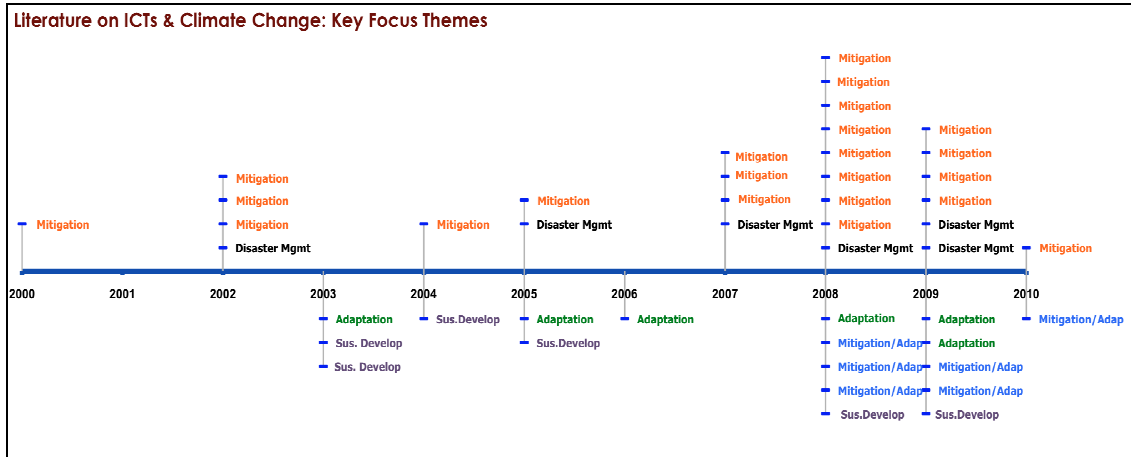 Literature on ICTs & Climate Change: Key Focus Themes
Mitigation
Mitigation
Mitigation
Mitigation Mitigation
Mitigation Mitigation Mitigation
Mitigation Mitigation Mitigation Mitigation
Mitigation Mitigation Mitigation Mitigation Mitigation
Mitigation Mitigation Mitigation Disaster Mgmt Disaster Mgmt Mitigation Disaster Mgmt
Disaster Mgmt Disaster Mgmt Disaster Mgmt Mitigation
2000 2001 2002 2003 2004 2005 2006 2007 2008 2009 2010
Adaptation Sus.Develop Adaptation Adaptation Adaptation Adaptation Mitigation/Adap
Sus. Develop Sus.Develop Mitigation/Adap Adaptation
Sus. Develop Mitigation/Adap Mitigation/Adap
Mitigation/Adap Mitigation/Adap
Sus.Develop Sus.Develop